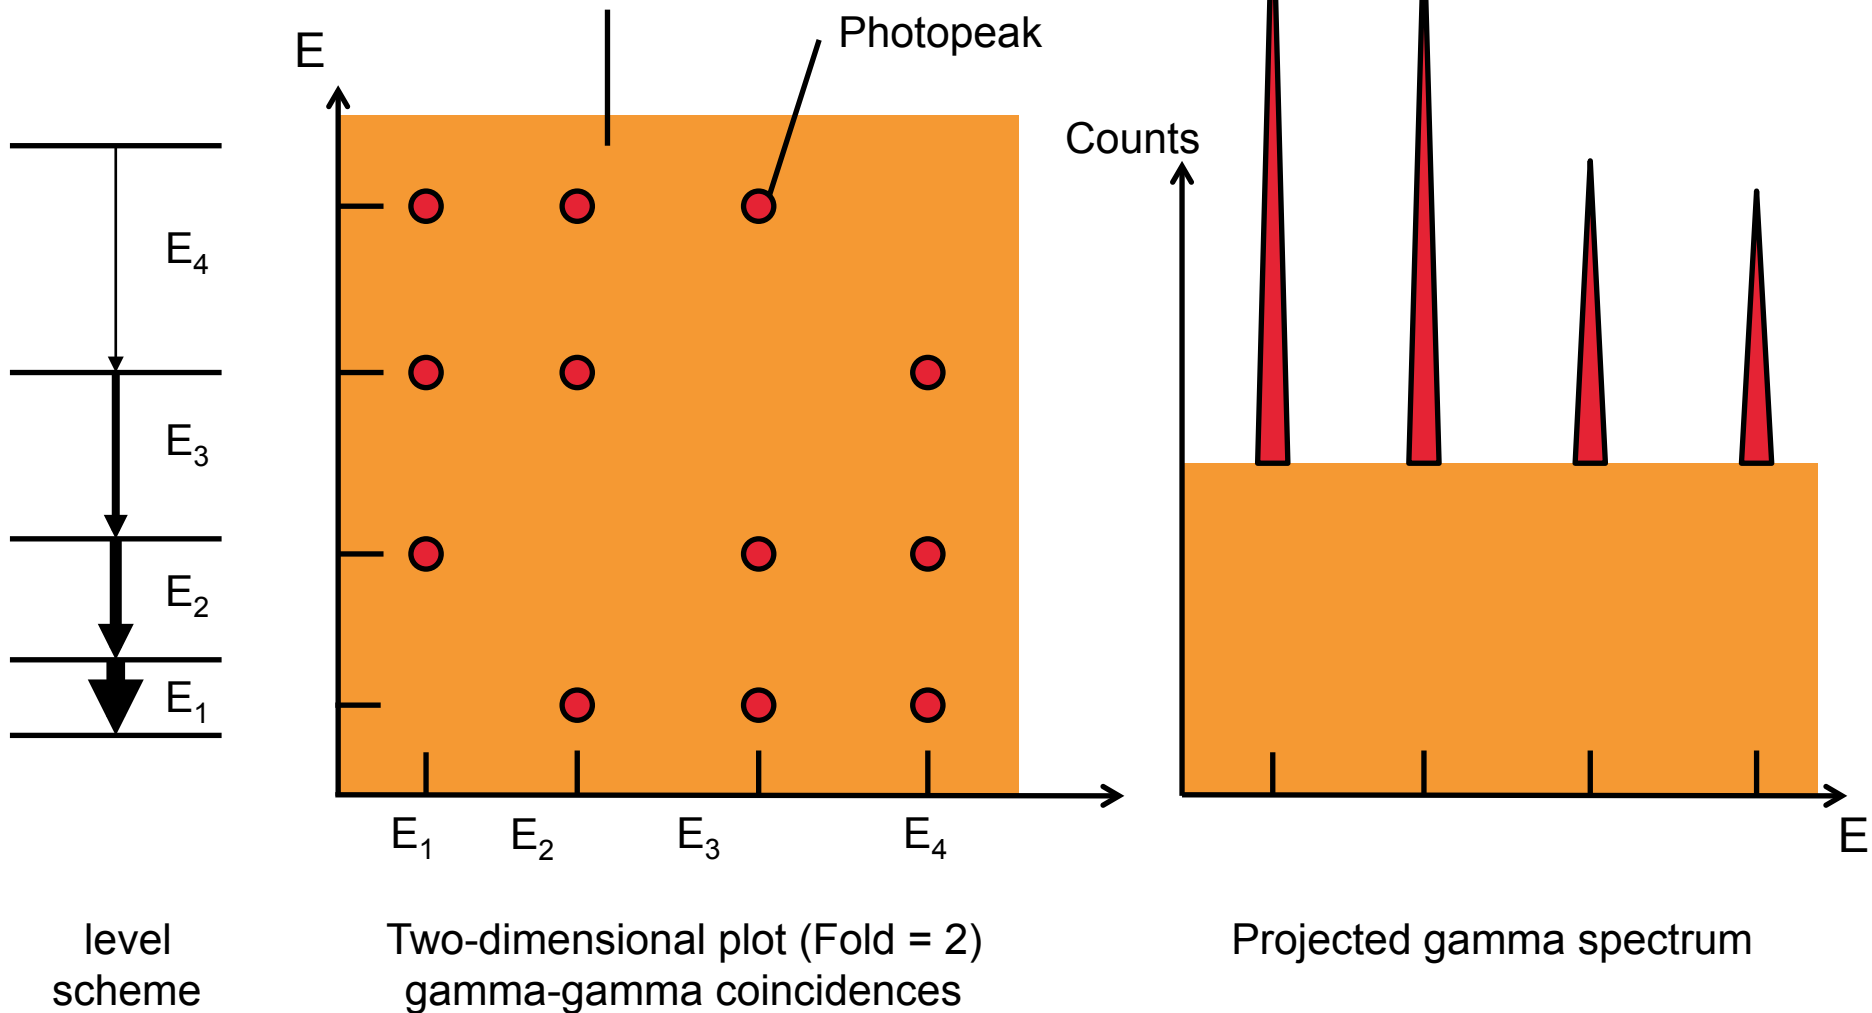 Photopeak
E
Counts
E₄
E₃
E₂
E₁
E₁
E₂
E₃
E₄
E
level
scheme
Two-dimensional plot (Fold = 2)
gamma-gamma coincidences
Projected gamma spectrum